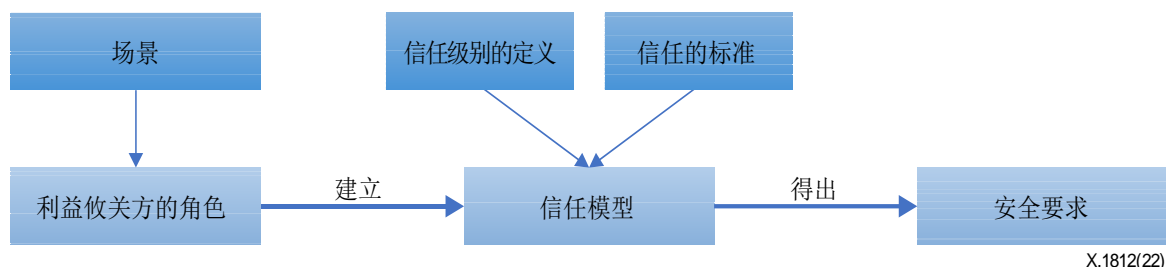 场景
信任级别的定义
信任的标准
利益攸关方的角色
建立
信任模型
得出
安全要求
X.1812(22)